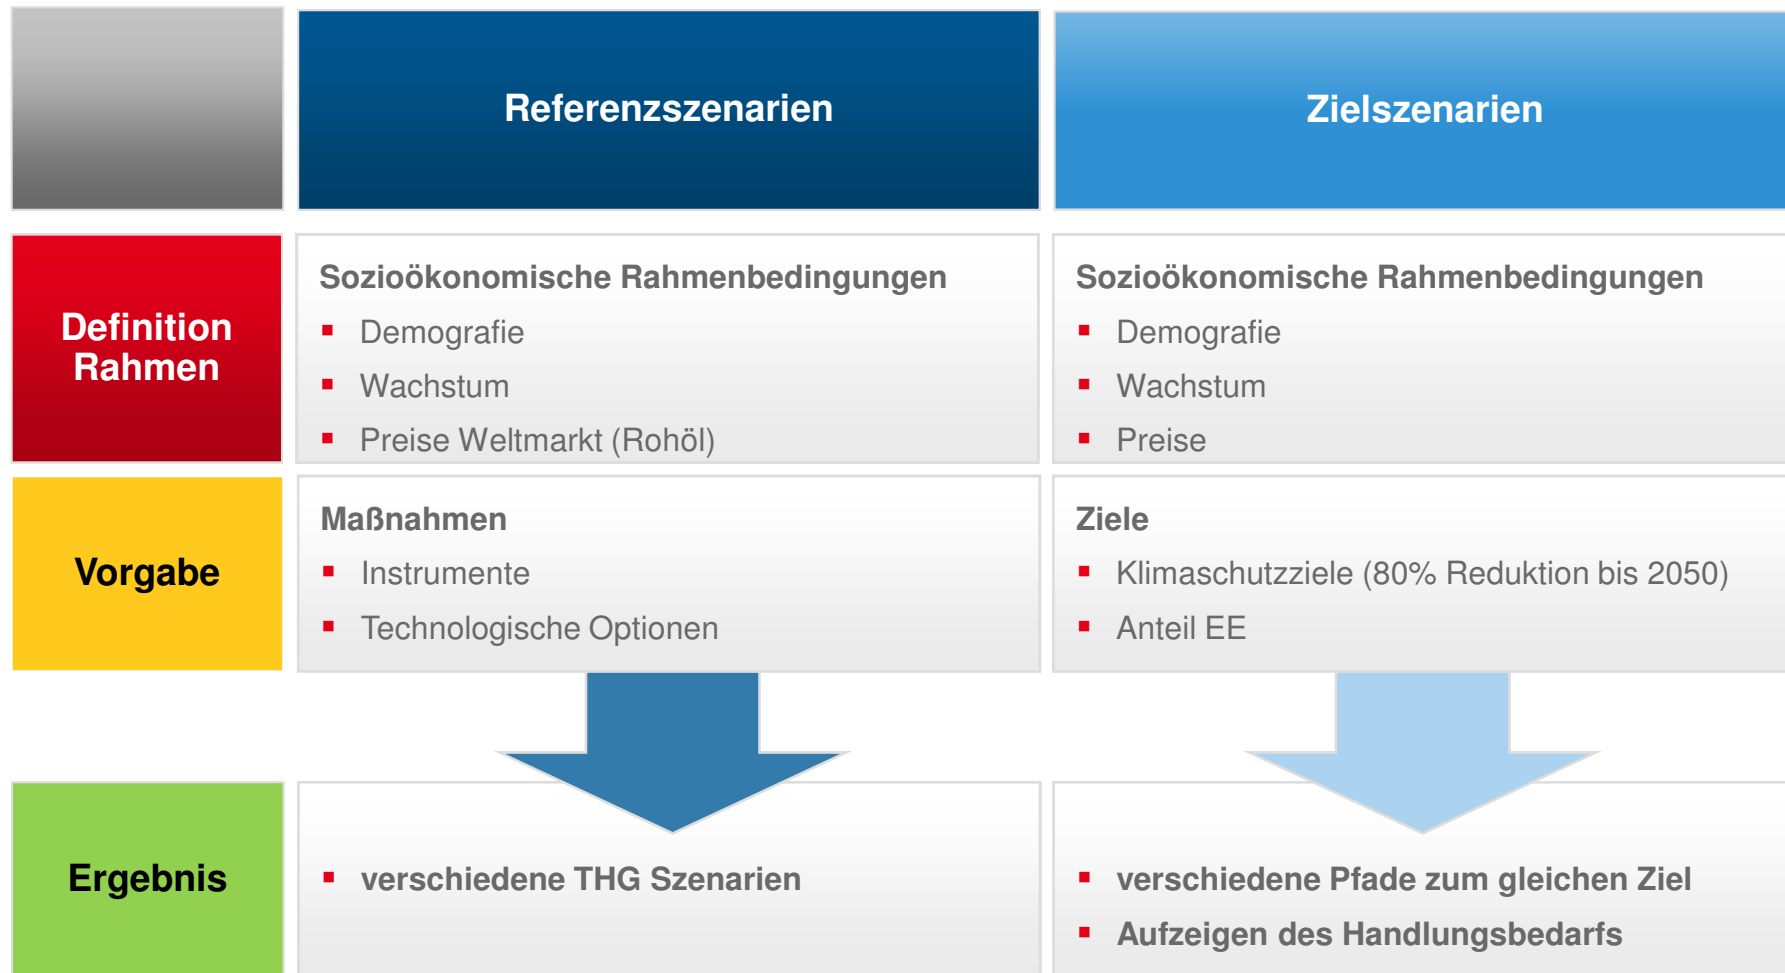 Referenzszenarien
Zielszenarien
Definition
Rahmen
Sozioökonomische Rahmenbedingungen
Demografie
Wachstum
Preise Weltmarkt (Rohöl)
Sozioökonomische Rahmenbedingungen
Demografie
Wachstum
Preise
Vorgabe
Maßnahmen
Instrumente
Technologische Optionen
Ziele
Klimaschutzziele (80% Reduktion bis 2050)
Anteil EE
Ergebnis
verschiedene THG Szenarien
verschiedene Pfade zum gleichen Ziel
Aufzeigen des Handlungsbedarfs